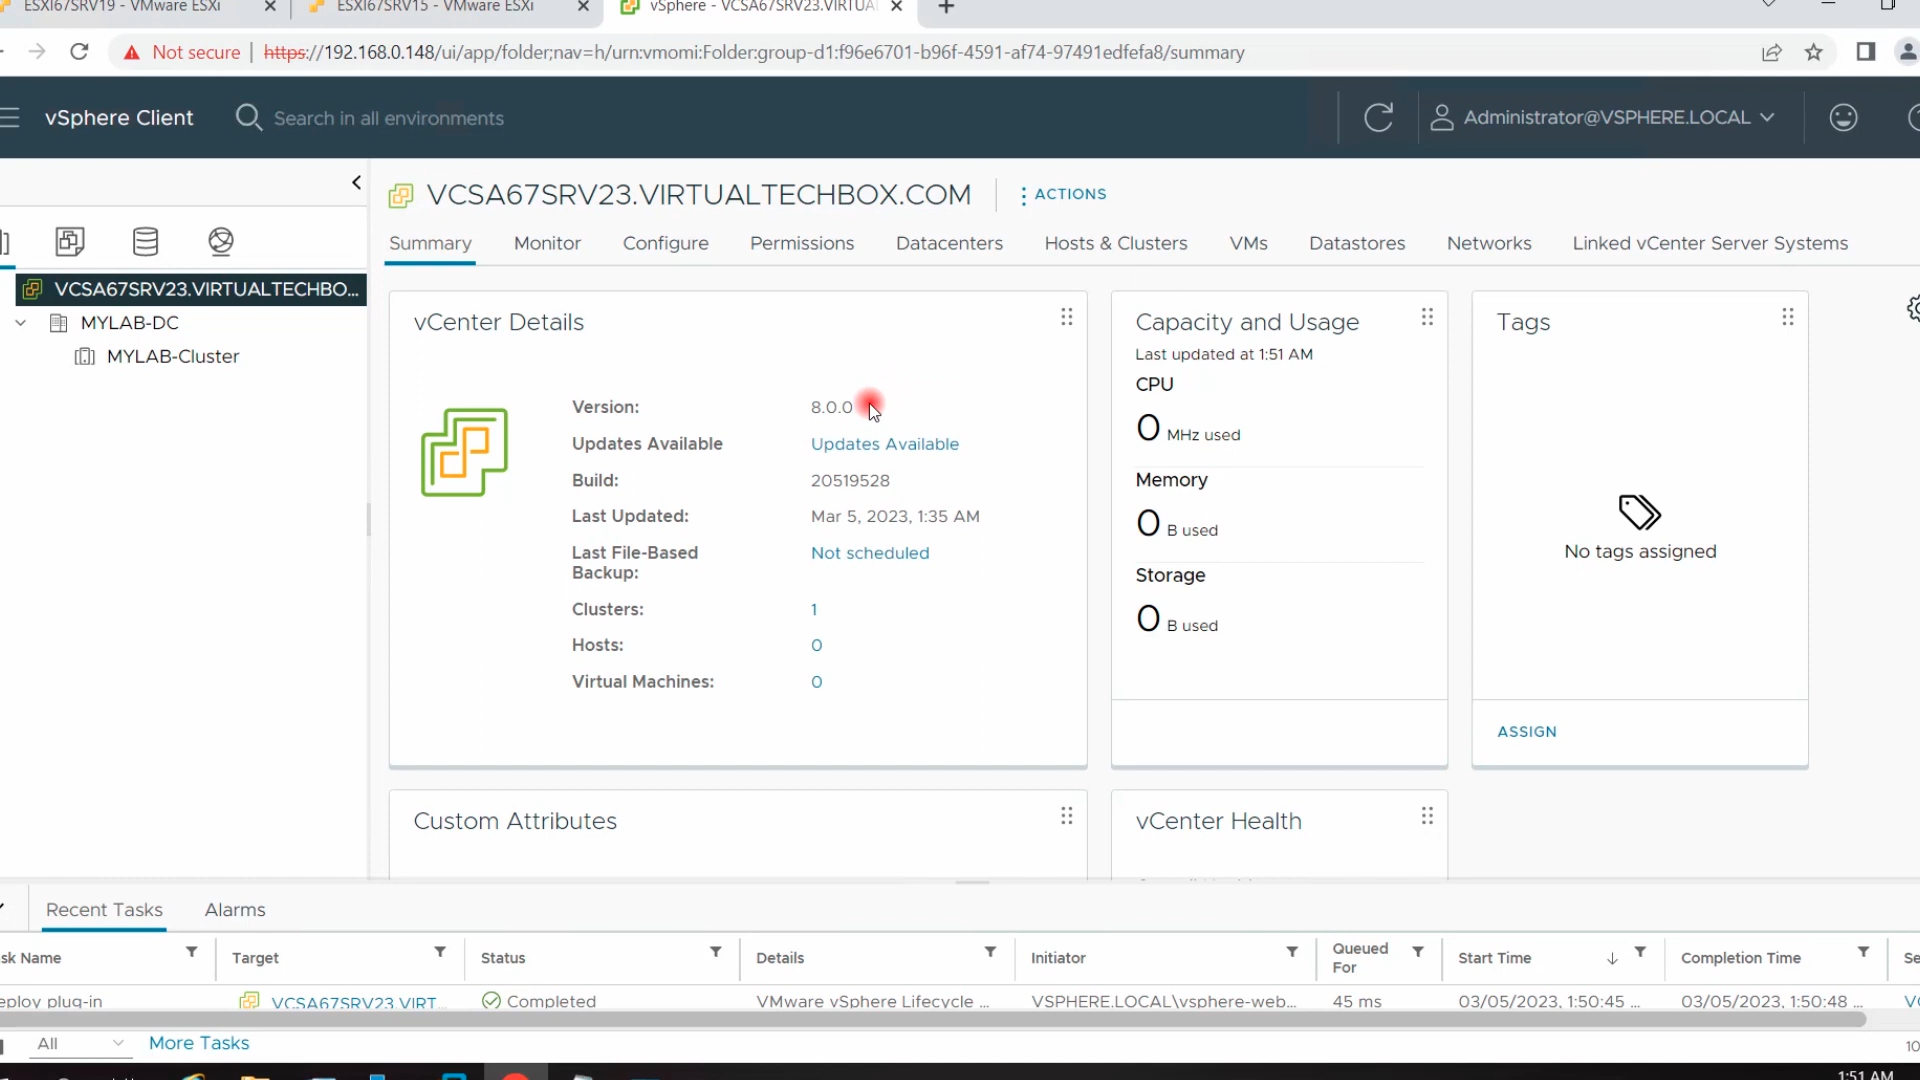 ESXI67SRV19 - VMware ESXi
ESXI67SRV15 - VMware ESXi
vSphere - VCSA67SRV23.VIRTUA
Not secure
https://192.168.0.148/ui/app/folder;nav=h/urn:vmomi:Folder:group-d1:f96e6701-b96f-4591-af74-97491edfefa8/summary
vSphere Client
Search in all environments
Administrator@VSPHERE.LOCAL
VCSA67SRV23.VIRTUALTECHBOX.COM
ACTIONS
Summary Monitor Configure Permissions Datacenters Hosts & Clusters VMs Datastores Networks Linked vCenter Server Systems
VCSA67SRV23.VIRTUALTECHBO...
MYLAB-DC
MYLAB-Cluster
vCenter Details
Version: 8.0.0
Updates Available Updates Available
Build: 20519528
Last Updated: Mar 5, 2023, 1:35 AM
Last File-Based Not scheduled
Backup:
Clusters: 1
Hosts: 0
Virtual Machines: 0
Capacity and Usage
Last updated at 1:51 AM
CPU
0 MHz used
Memory
0 B used
Storage
0 B used
Tags
No tags assigned
ASSIGN
Custom Attributes
vCenter Health
Recent Tasks Alarms
sk Name Target Status Details Initiator Queued For Start Time Completion Time Se
eploy plug-in VCSA67SRV23.VIRT... Completed VMware vSphere Lifecycle ... VSPHERE.LOCAL\vsphere-web... 45 ms 03/05/2023, 1:50:45 ... 03/05/2023, 1:50:48 ... VC
All More Tasks
10
1:51 AM